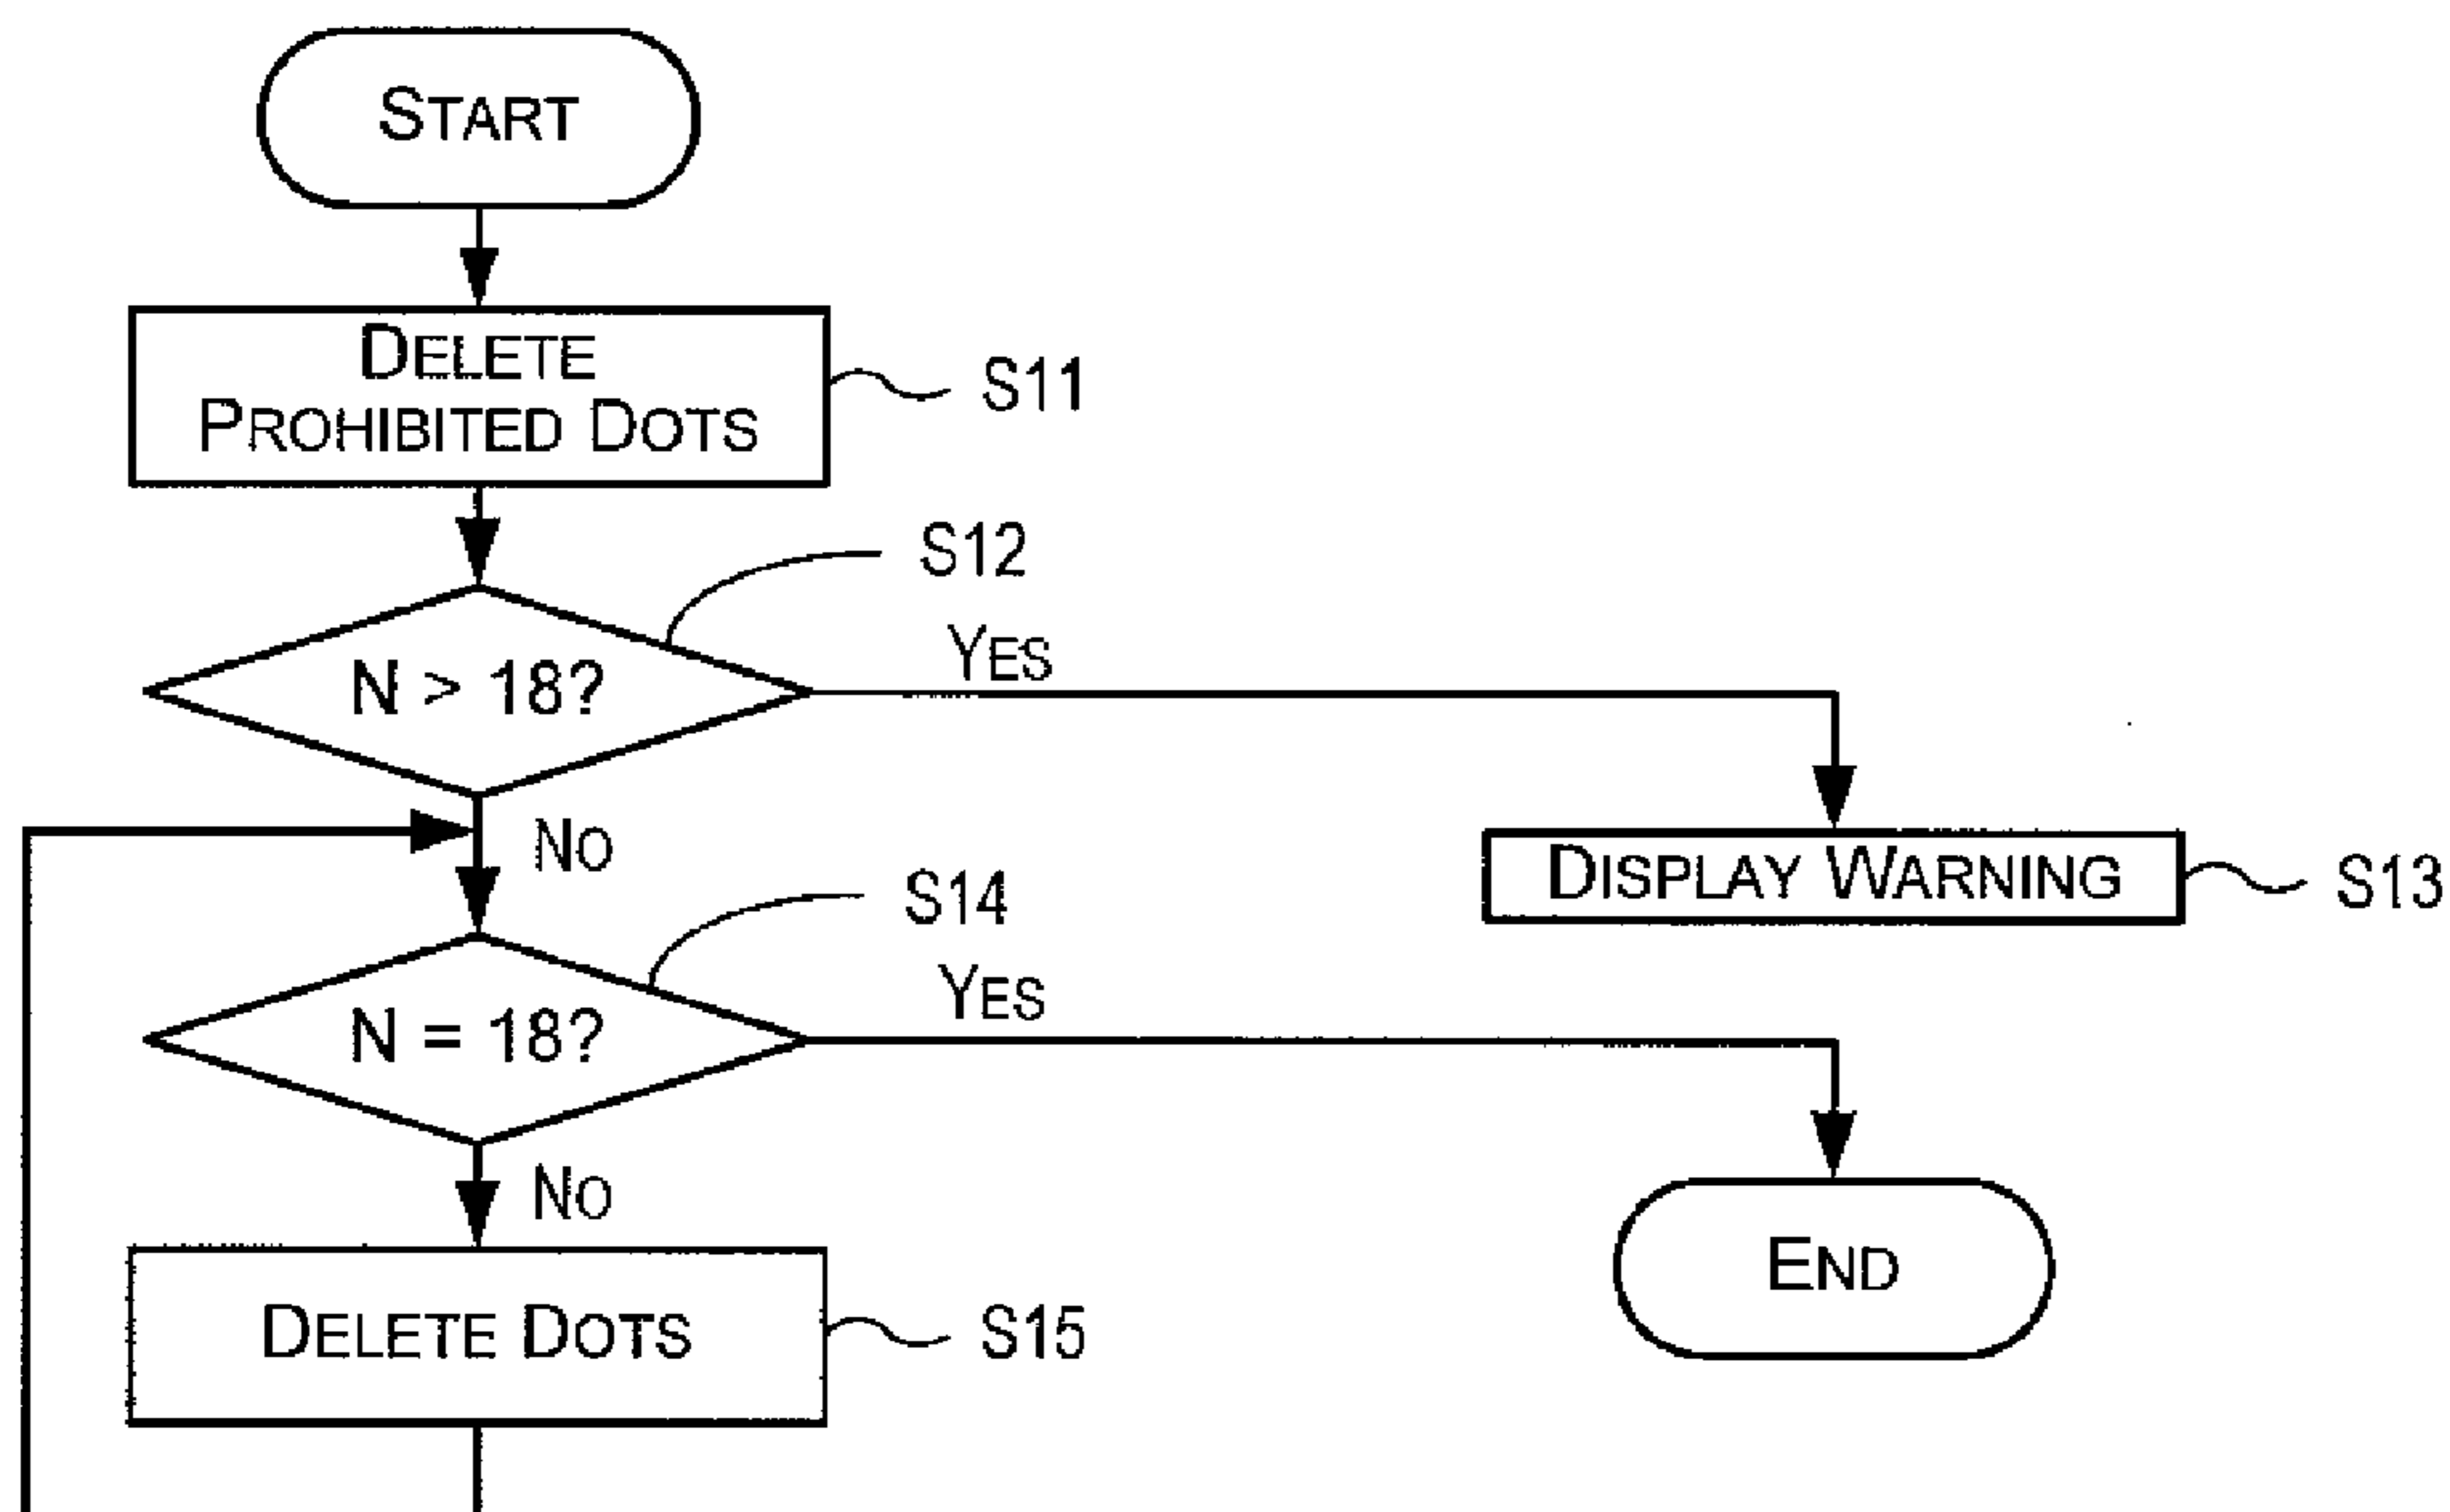 START
DELETE
PROHIBITED DOTS
S11
S12
N > 18?
YES
NO
DISPLAY WARNING
S13
S14
N = 18?
YES
NO
END
DELETE DOTS
S15